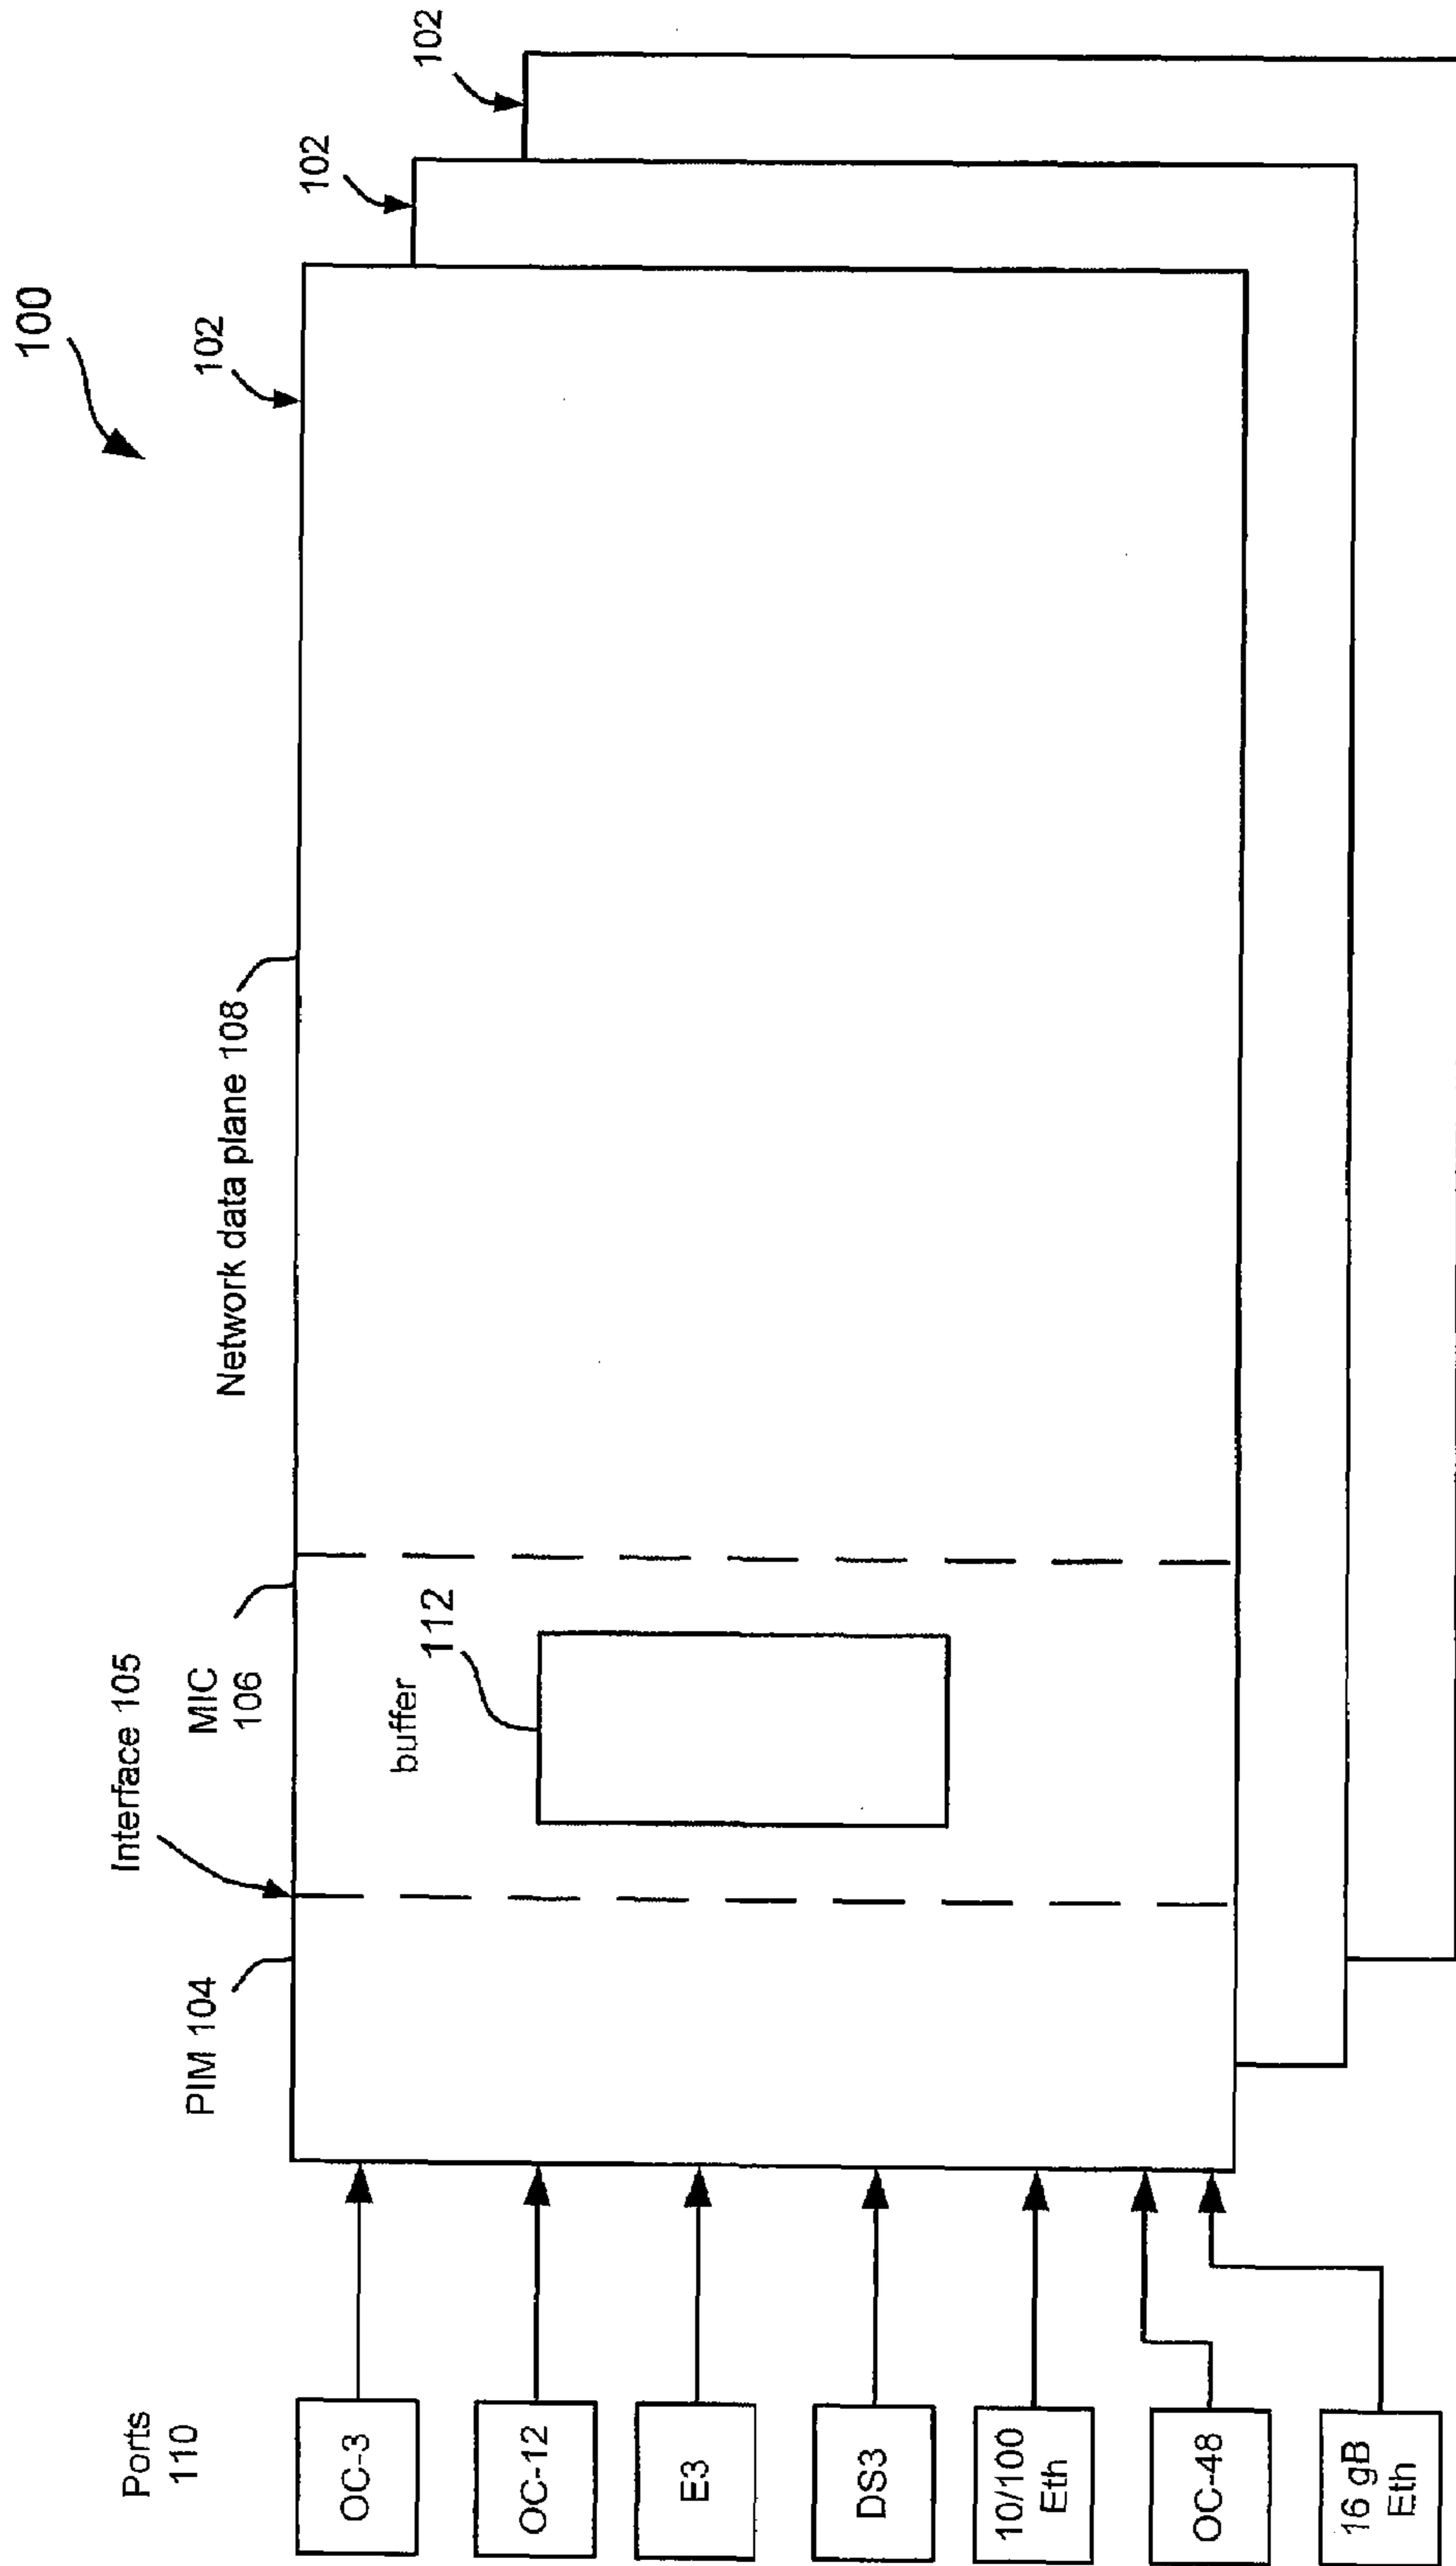 100
102
102
102
Network data plane 108
Interface 105
MIC
106
PIM 104
buffer
112
Ports
110
OC-3
OC-12
E3
DS3
10/100
Eth
OC-48
16 gB
Eth